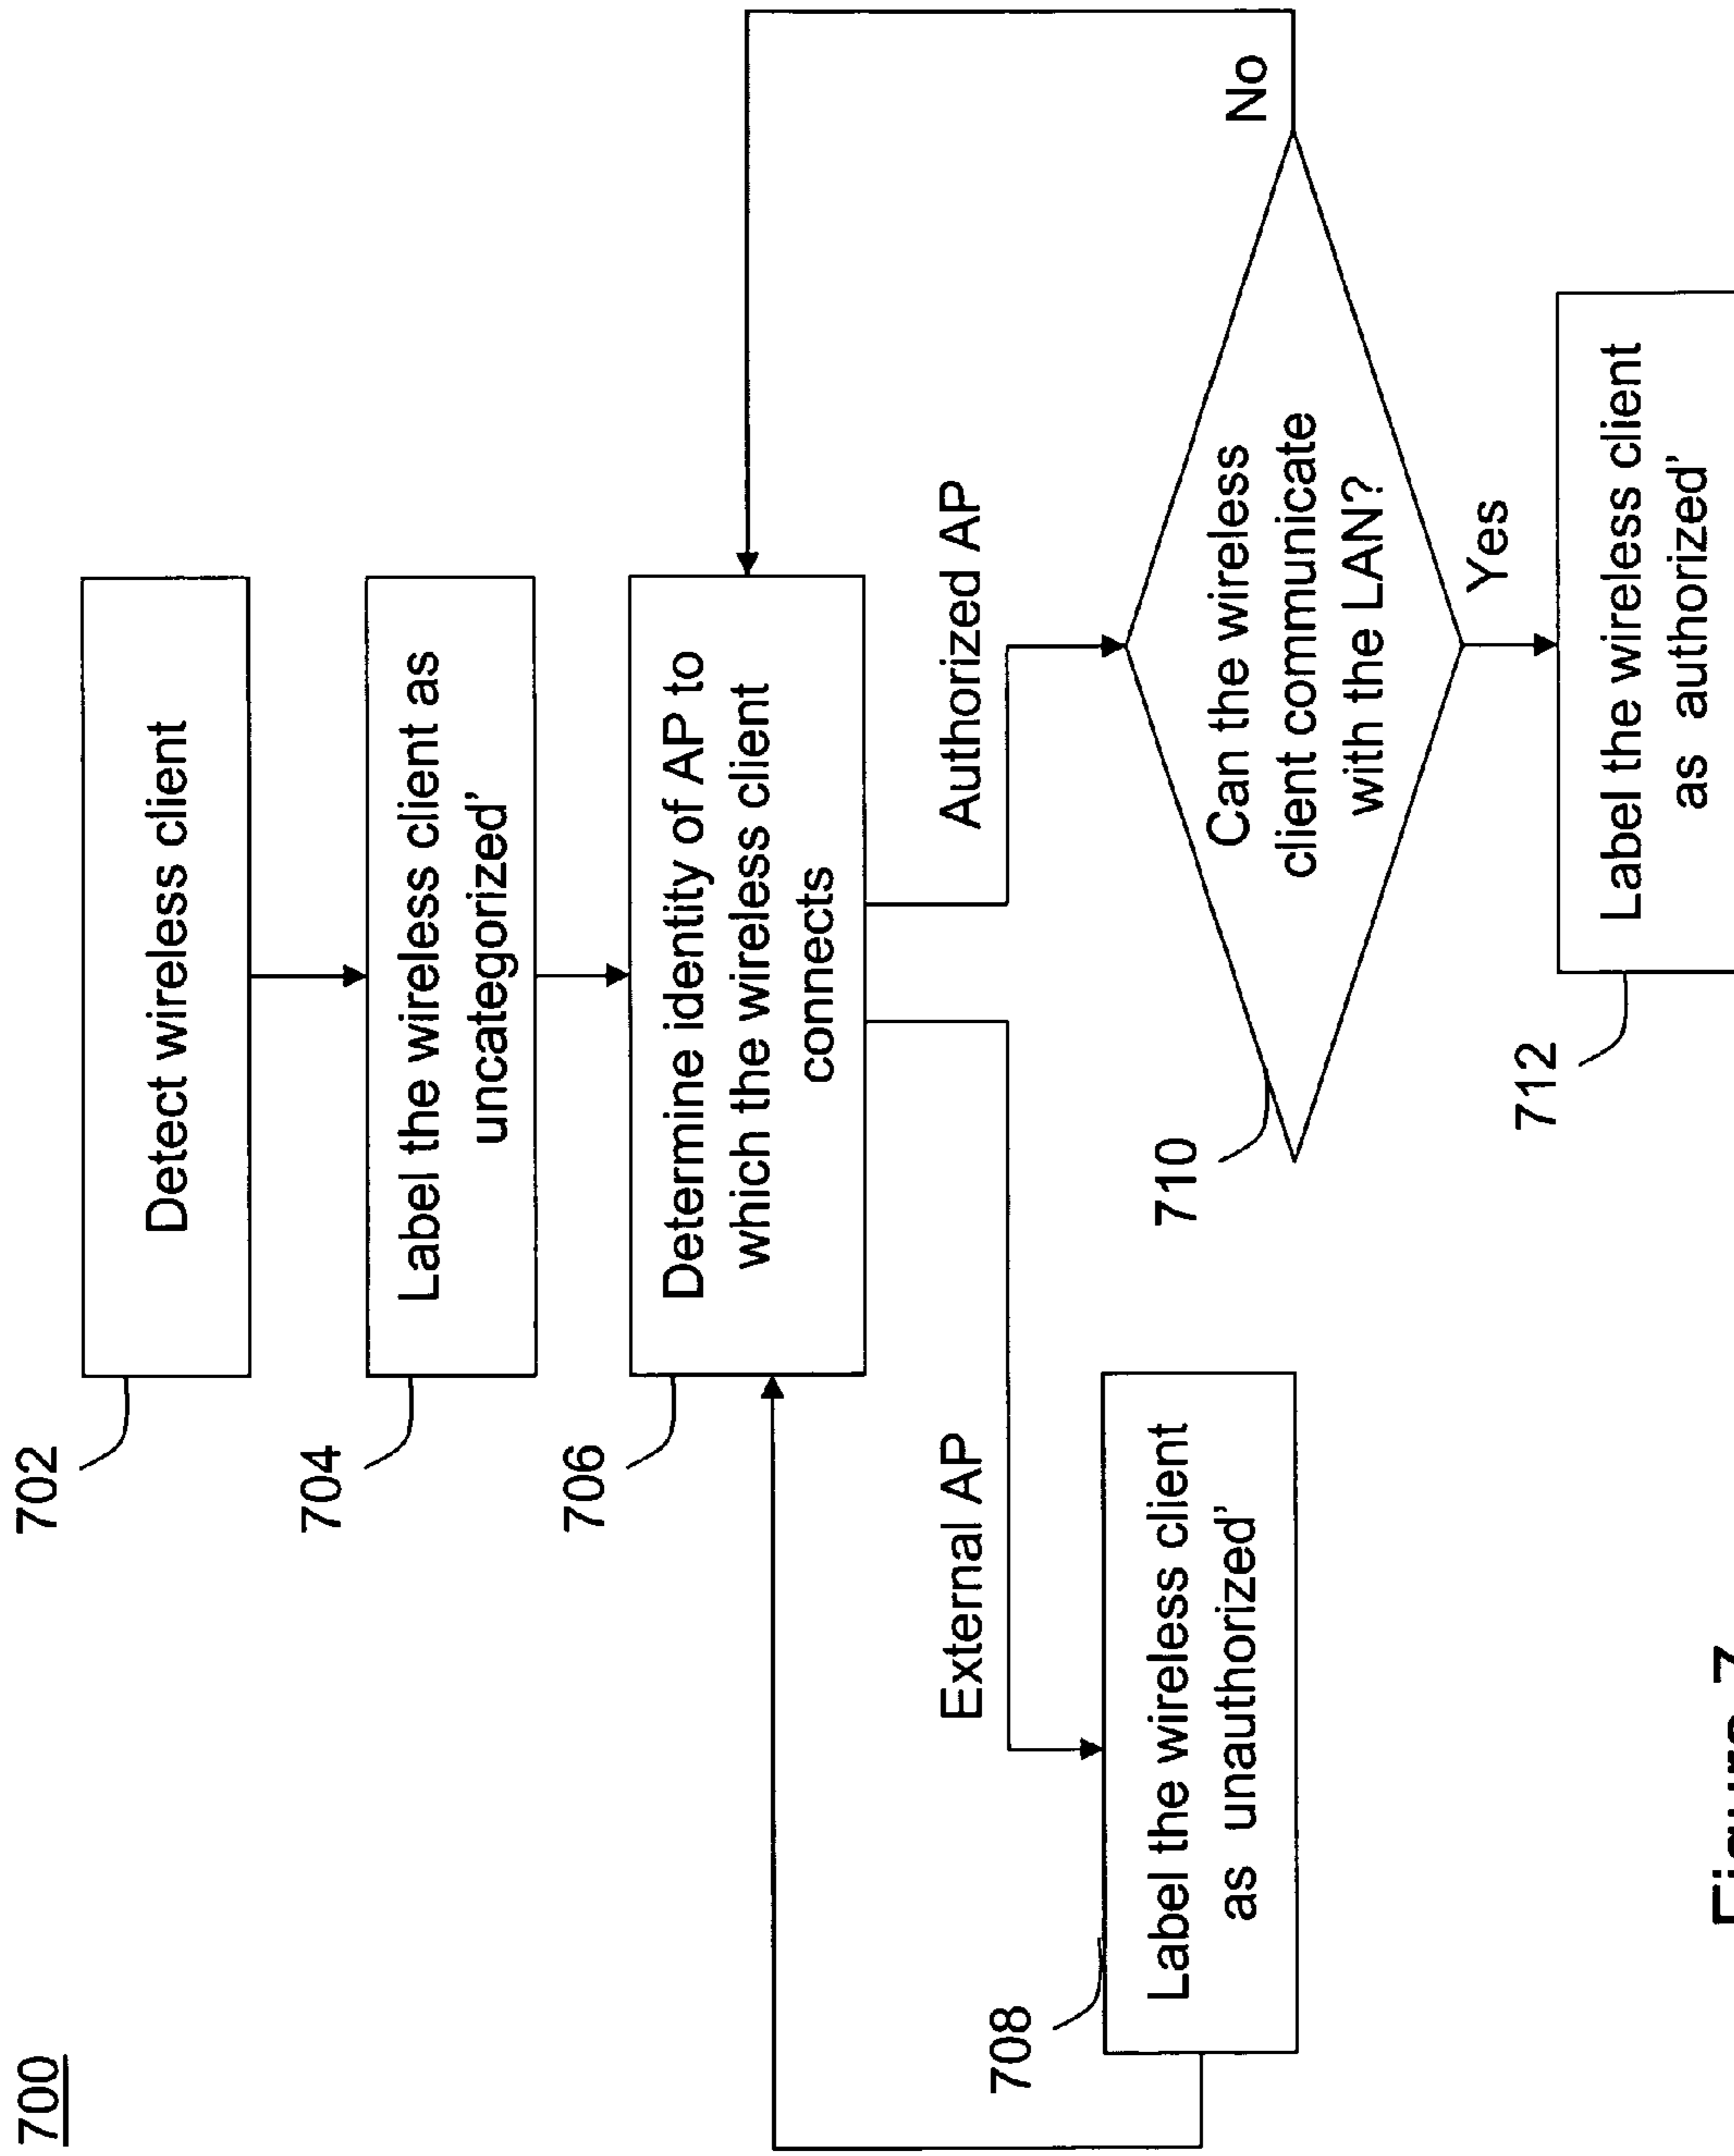 700
702
Detect wireless client
704
Label the wireless client as
uncategorized'
706
Determine identity of AP to
which the wireless client
connects
External AP
Authorized AP
708
Label the wireless client
as unauthorized'
710
Can the wireless
client communicate
with the LAN?
No
Yes
712
Label the wireless client
as authorized'
Figure 7